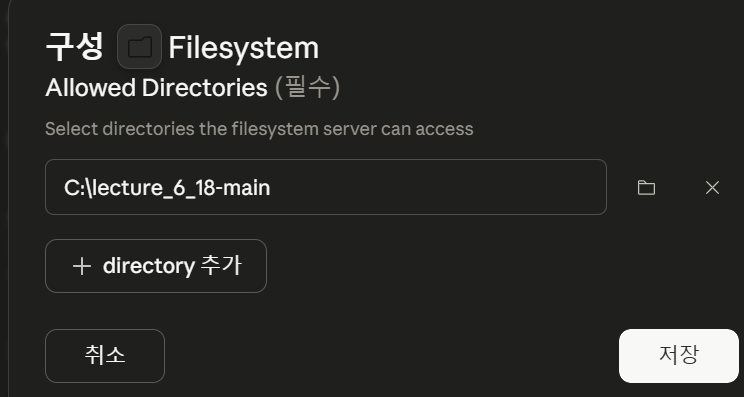 구성 Filesystem
Allowed Directories (필수)
Select directories the filesystem server can access
C:\lecture_6_18-main
+ directory 추가
취소
저장